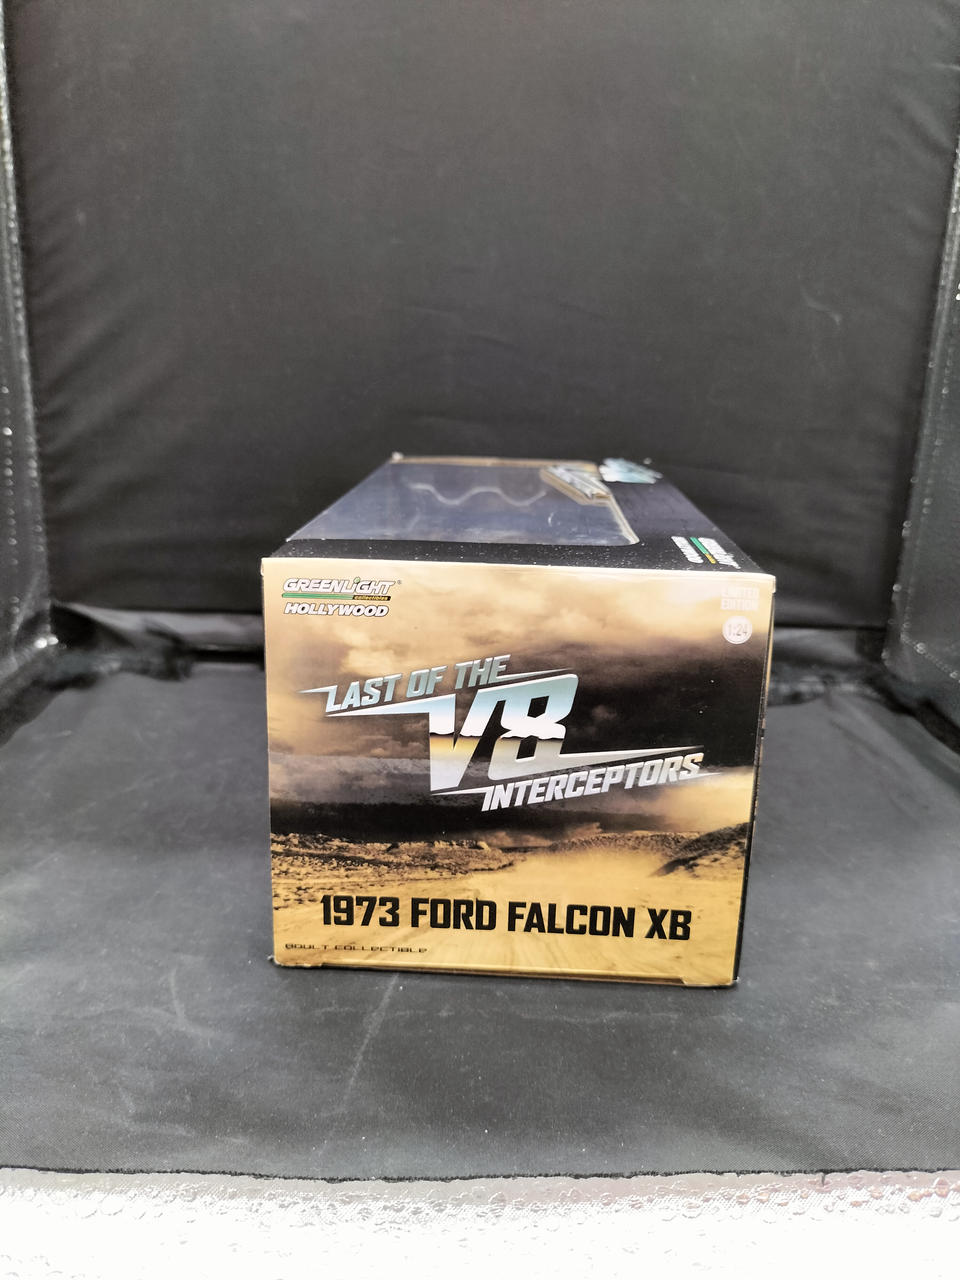 GREENLIGHT®
collectibles
HOLLYWOOD
LIMITED
EDITION
1:24
LAST OF THE
V8
INTERCEPTORS
1973 FORD FALCON XB
ADULT COLLECTIBLE